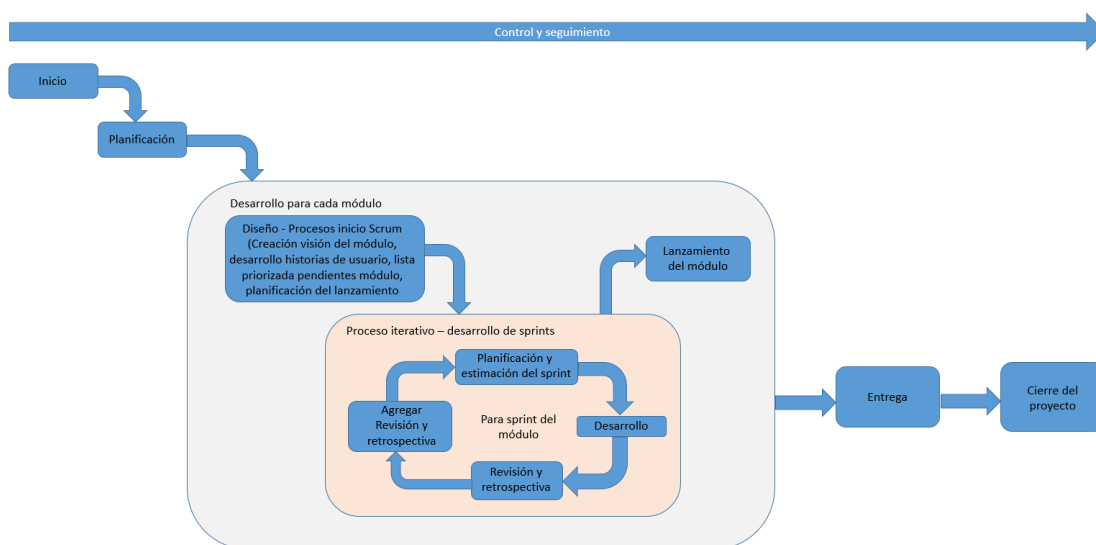 Control y seguimiento
Inicio
Planificación
Desarrollo para cada módulo
Diseño - Procesos inicio Scrum
(Creación visión del módulo,
desarrollo historias de usuario, lista
priorizada pendientes módulo,
planificación del lanzamiento
Lanzamiento
del módulo
Proceso iterativo – desarrollo de sprints
Planificación y
estimación del sprint
Agregar
Revisión y
retrospectiva
Para sprint del
módulo
Desarrollo
Revisión y
retrospectiva
Entrega
Cierre del
proyecto